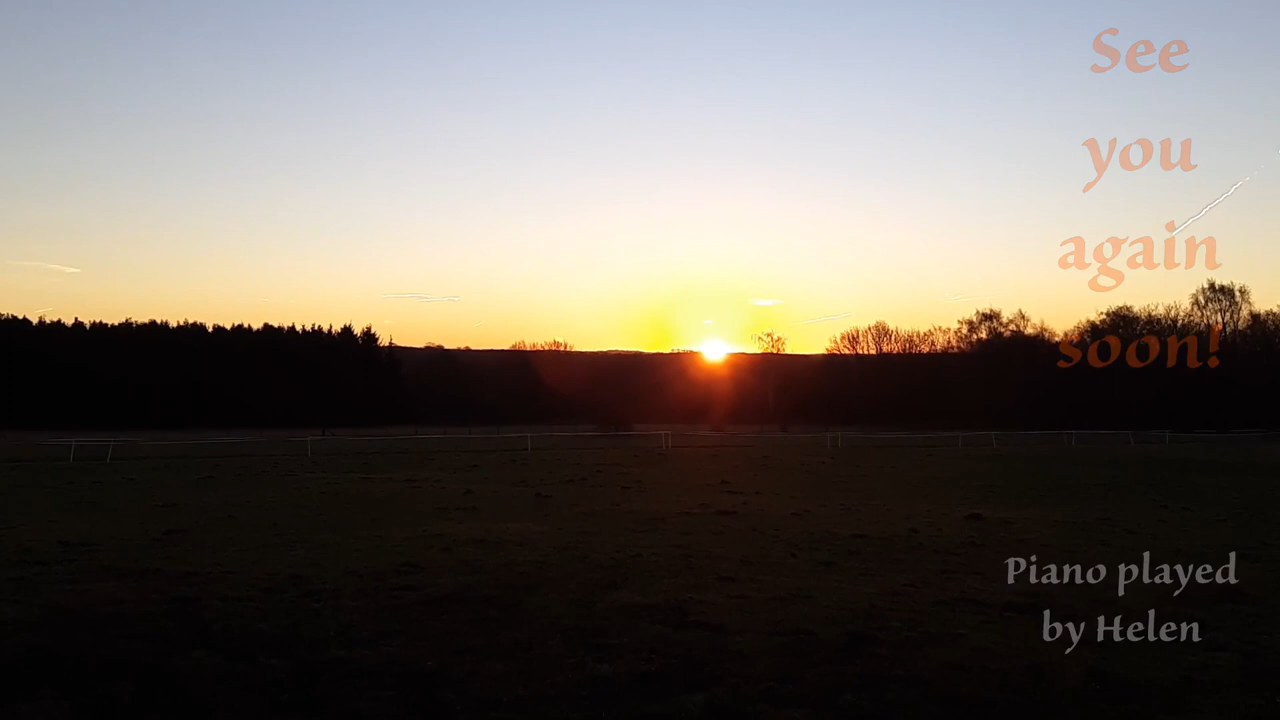 See
you
again
soon!
Piano played
by Helen